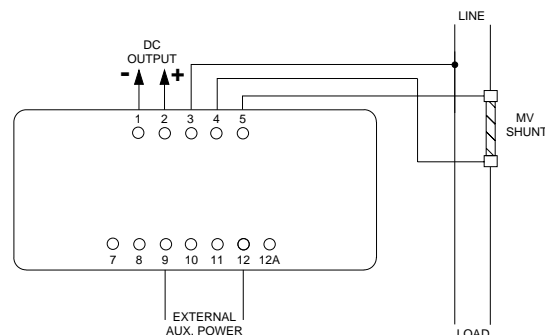 LINE
DC
OUTPUT
- +
1 2 3 4 5
MV
SHUNT
7 8 9 10 11 12 12A
EXTERNAL
AUX. POWER
LOAD